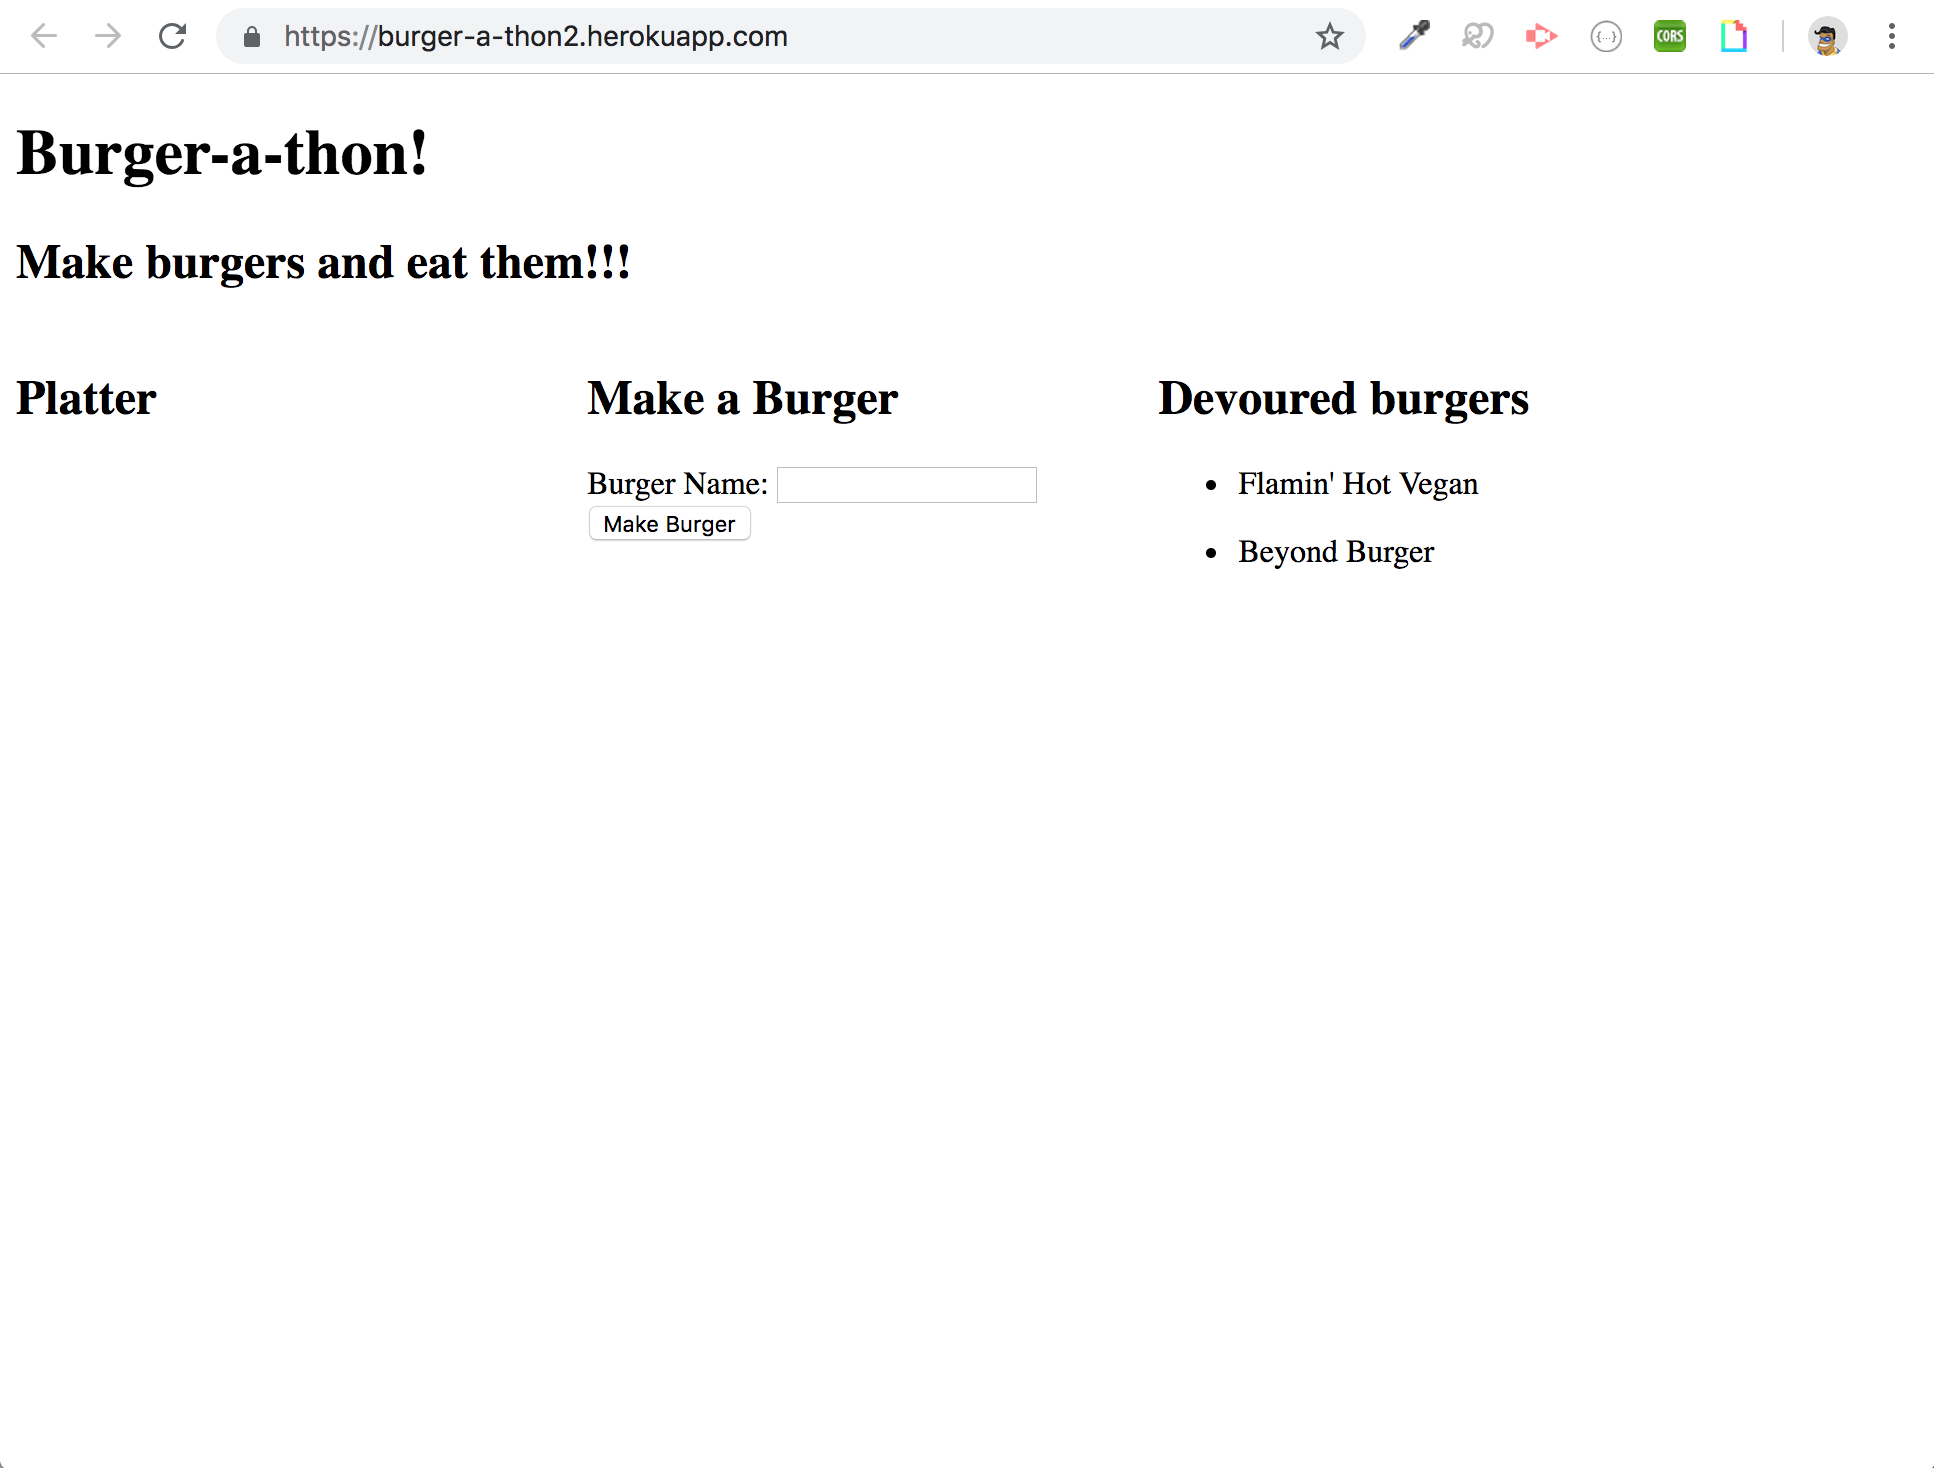 https://burger-a-thon2.herokuapp.com
{...}
CORS
Burger-a-thon!
Make burgers and eat them!!!
Platter
Make a Burger
Burger Name:
Make Burger
Devoured burgers
Flamin' Hot Vegan
Beyond Burger